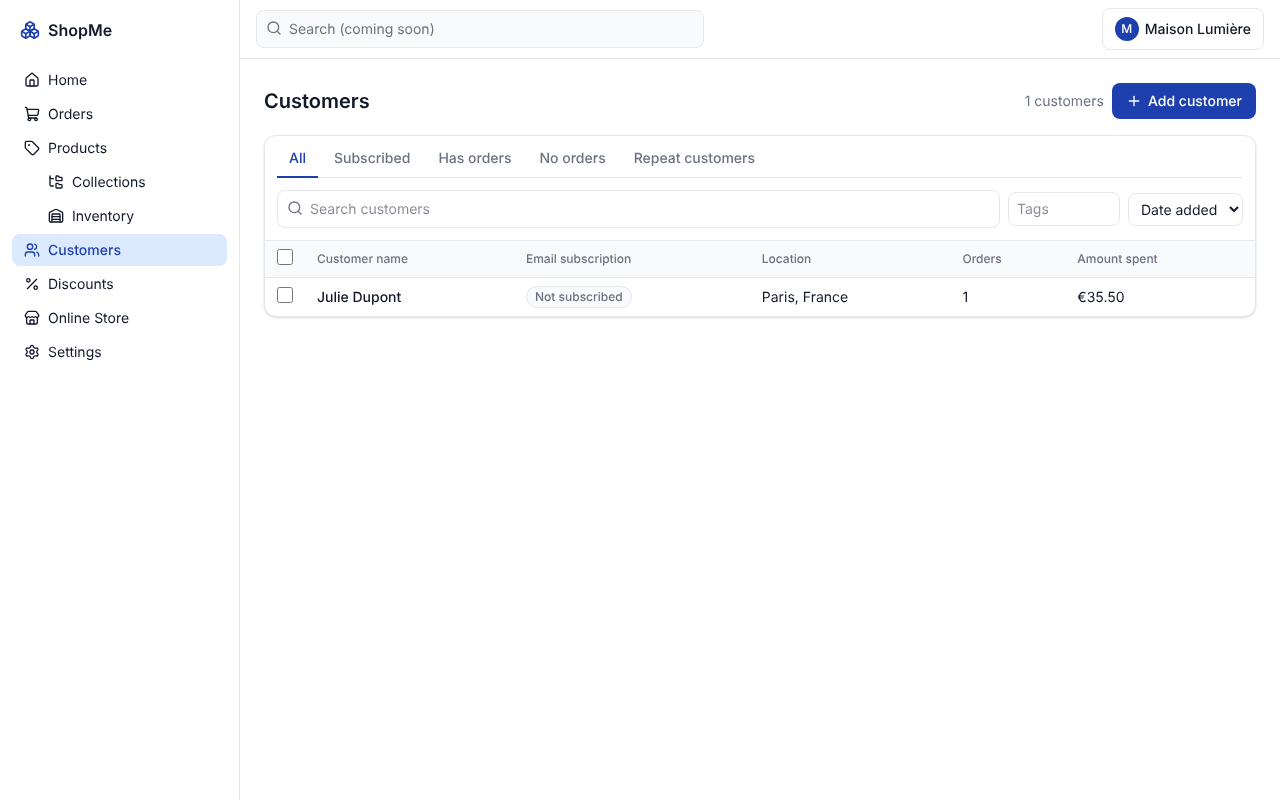 ShopMe
Search (coming soon)
M Maison Lumière
Home
Orders
Products
Collections
Inventory
Customers
Discounts
Online Store
Settings
Customers
1 customers
Add customer
All Subscribed Has orders No orders Repeat customers
Search customers
Tags
Date added
Customer name Email subscription Location Orders Amount spent
Julie Dupont Not subscribed Paris, France 1 €35.50